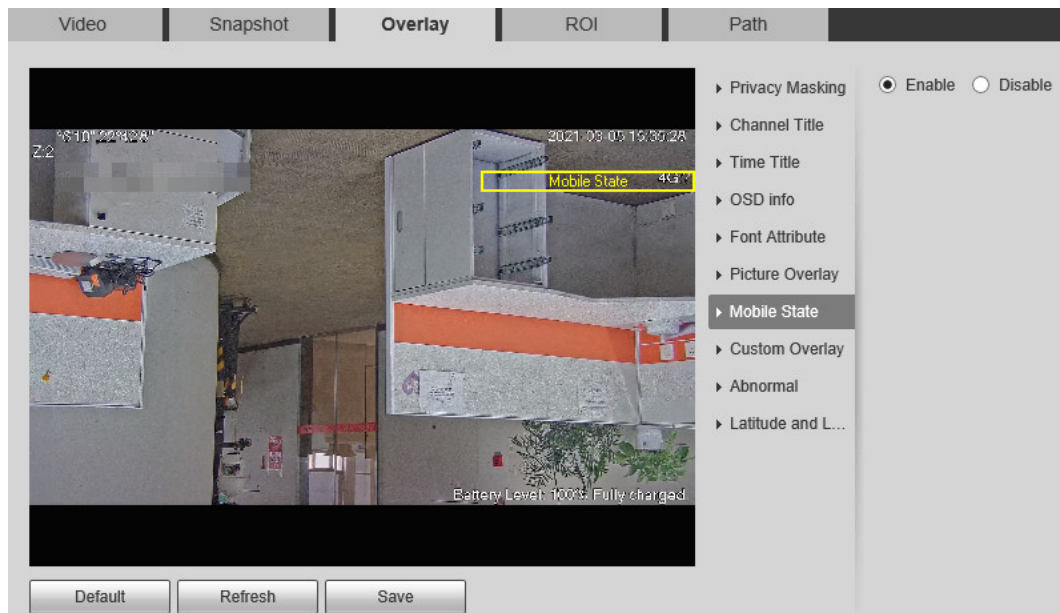 Video Snapshot Overlay ROI Path
Privacy Masking
Channel Title
Time Title
OSD info
Font Attribute
Picture Overlay
Mobile State
Custom Overlay
Abnormal
Latitude and L...
Enable Disable
Z:2
Mobile State
Battery Level: 100% Fully charged
Default Refresh Save